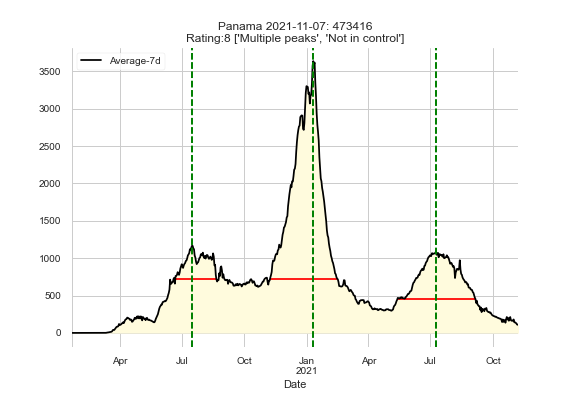 Panama 2021-11-07: 473416
Rating:8 ['Multiple peaks', 'Not in control']
Average-7d
3500
3000
2500
2000
1500
1000
500
0
Apr
Jul
Oct
Jan
2021
Apr
Jul
Oct
Date